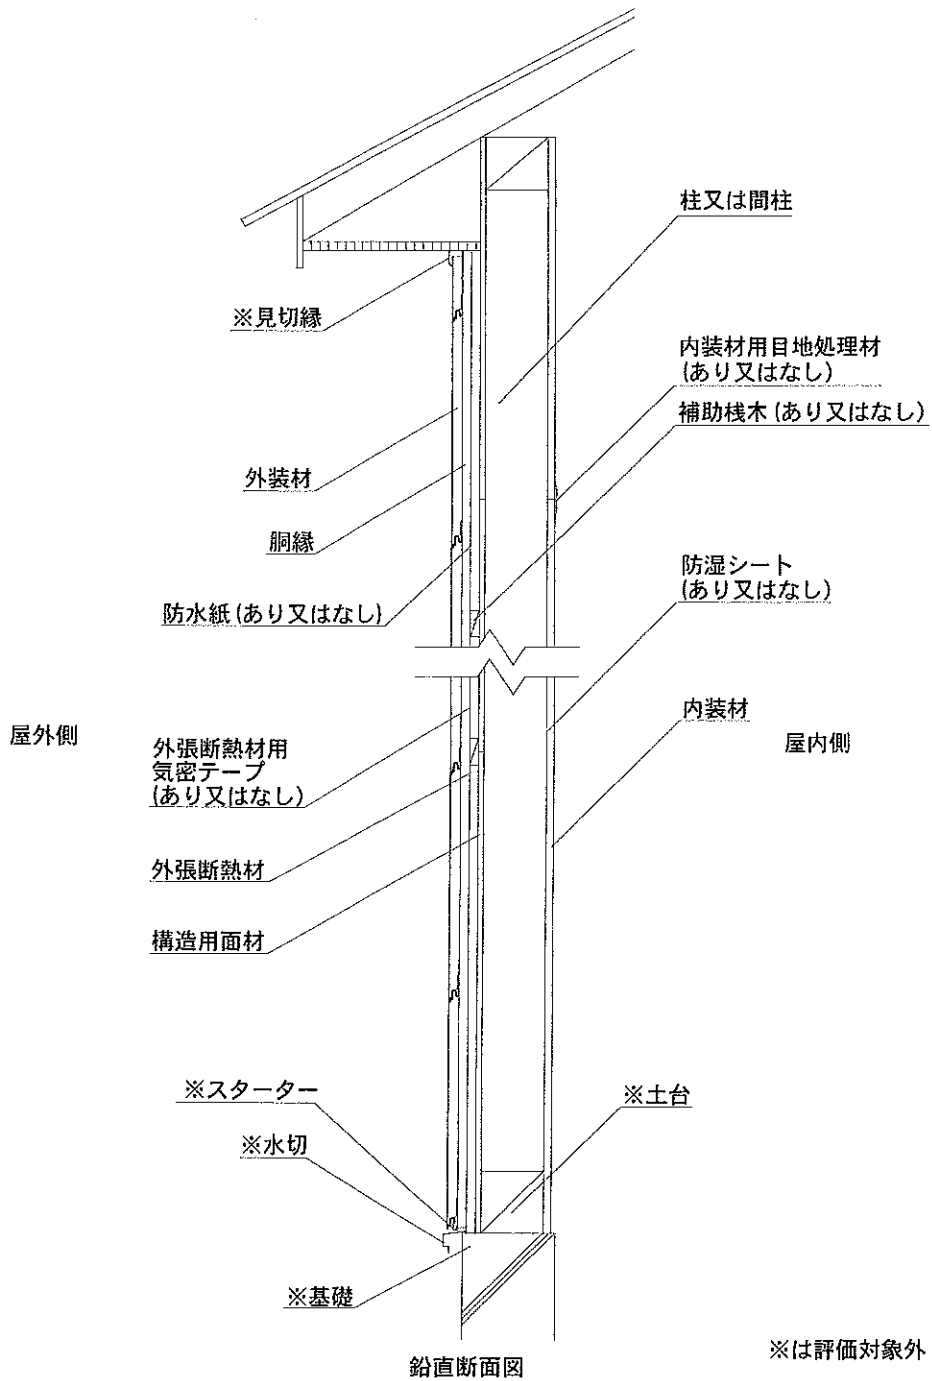 柱又は間柱
※見切縁
内装材用目地処理材
(あり又はなし)
補助桟木(あり又はなし)
外装材
胴縁
防湿シート
(あり又はなし)
防水紙(あり又はなし)
内装材
屋外側
屋内側
外張断熱材用
気密テープ
(あり又はなし)
外張断熱材
構造用面材
※スターター
※土台
※水切
※基礎
※は評価対象外
鉛直断面図